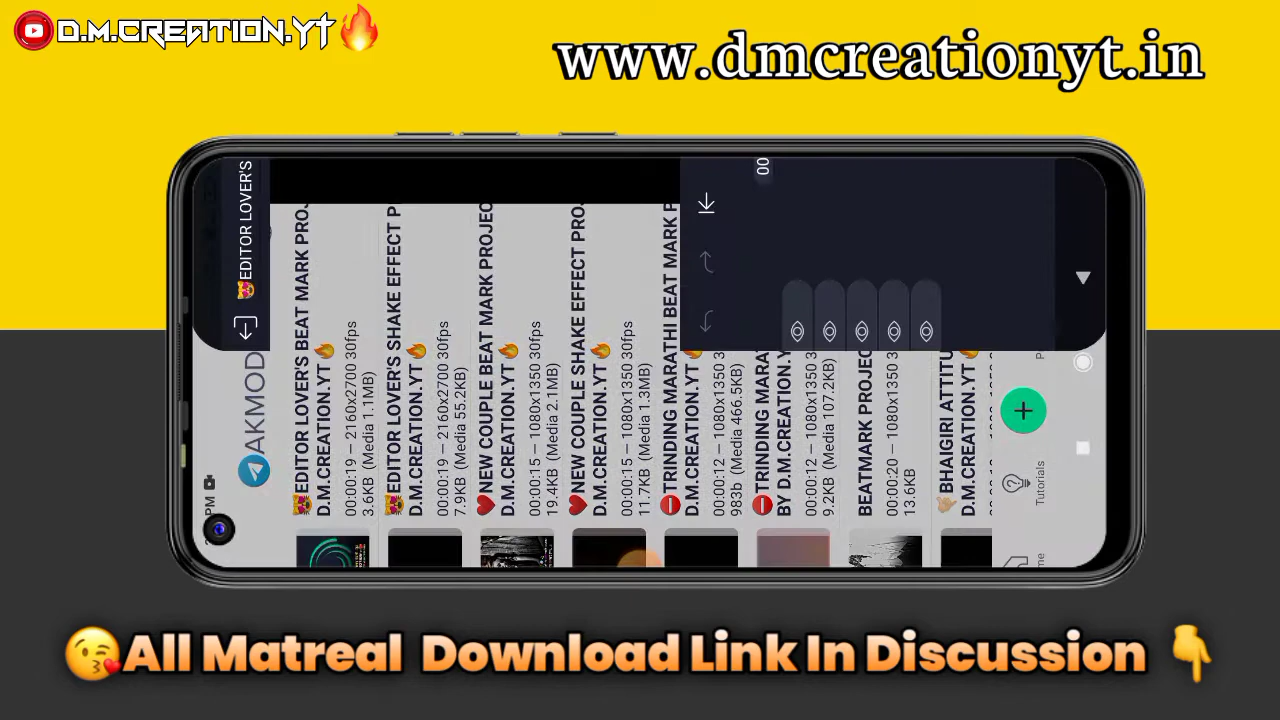 D.M.CREATION.YT🔥
www.dmcreationyt.in
PM
AKMOD
😻EDITOR LOVER'S
😻EDITOR LOVER'S BEAT MARK PROJ
D.M.CREATION.YT 🔥
00:00:19 – 2160x2700 30fps
3.6KB (Media 1.1MB)
😻EDITOR LOVER'S SHAKE EFFECT P
D.M.CREATION.YT 🔥
00:00:19 – 2160x2700 30fps
7.9KB (Media 55.2KB)
❤️NEW COUPLE BEAT MARK PROJEC
D.M.CREATION.YT 🔥
00:00:15 – 1080x1350 30fps
19.4KB (Media 2.1MB)
❤️NEW COUPLE SHAKE EFFECT PRO
D.M.CREATION.YT 🔥
00:00:15 – 1080x1350 30fps
11.7KB (Media 1.3MB)
⛔TRINDING MARATHI BEAT MARK P
D.M.CREATION.YT 🔥
00:00:12 – 1080x1350 3
983b (Media 466.5KB)
⛔TRINDING MARA
BY D.M.CREATION.Y
00:00:12 – 1080x1350 3
9.2KB (Media 107.2KB)
BEATMARK PROJEC
00:00:20 – 1080x1350 3
13.6KB
BHAIGIRI ATTITU
D.M.CREATION.YT 🔥
00
Tutorials
😘All Matreal Download Link In Discussion 👇